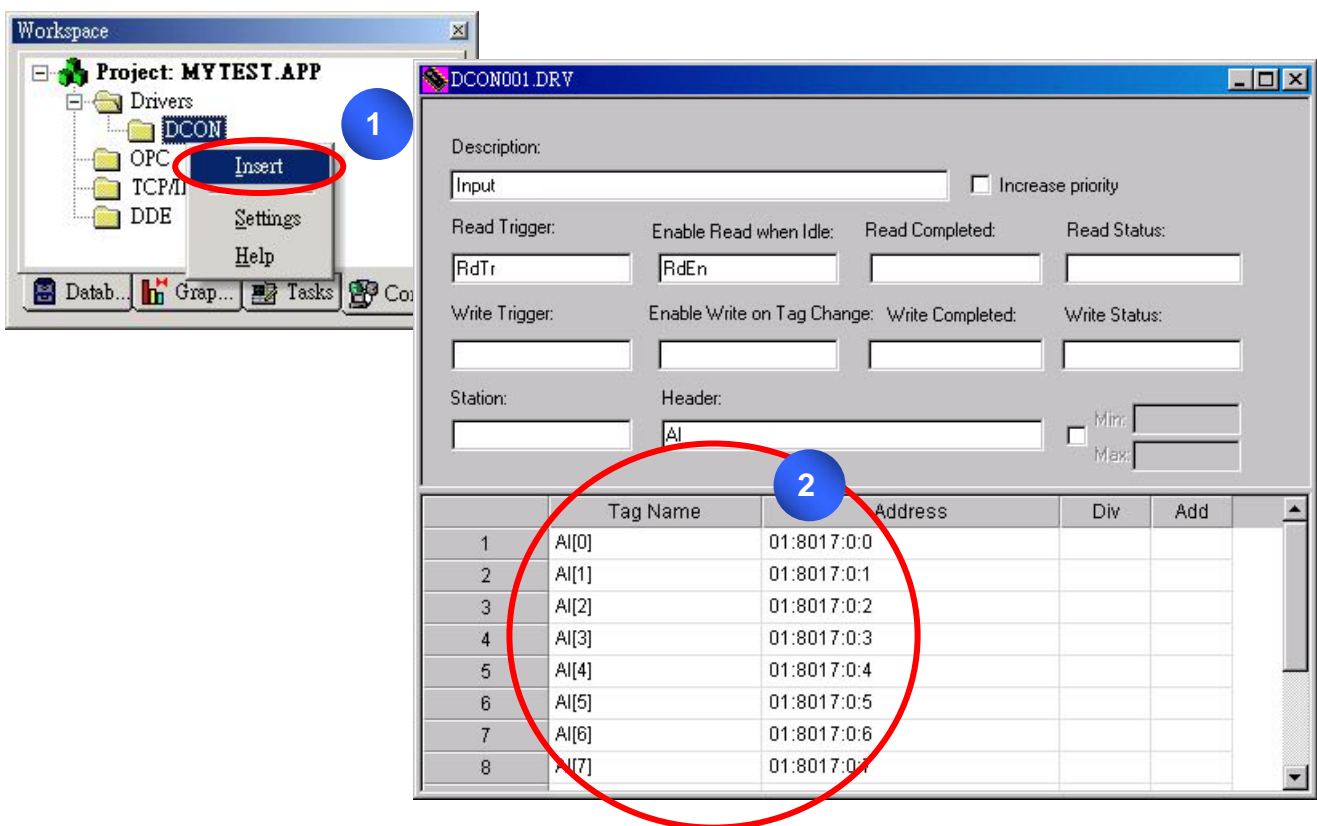 Workspace
Project: MYTEST.APP
Drivers
DCON
OPC
TCP/I
DDE
Insert
Settings
Help
Datab...
Grap...
Tasks
Co
1
DCON001.DRV
Description:
Input
Increase priority
Read Trigger:
Enable Read when Idle:
Read Completed:
Read Status:
RdTr
RdEn
Write Trigger:
Enable Write on Tag Change:
Write Completed:
Write Status:
Station:
Header:
AI
Min:
Max:
2
Tag Name Address Div Add
1 AI[0] 01:8017:0:0
2 AI[1] 01:8017:0:1
3 AI[2] 01:8017:0:2
4 AI[3] 01:8017:0:3
5 AI[4] 01:8017:0:4
6 AI[5] 01:8017:0:5
7 AI[6] 01:8017:0:6
8 AI[7] 01:8017:0:7